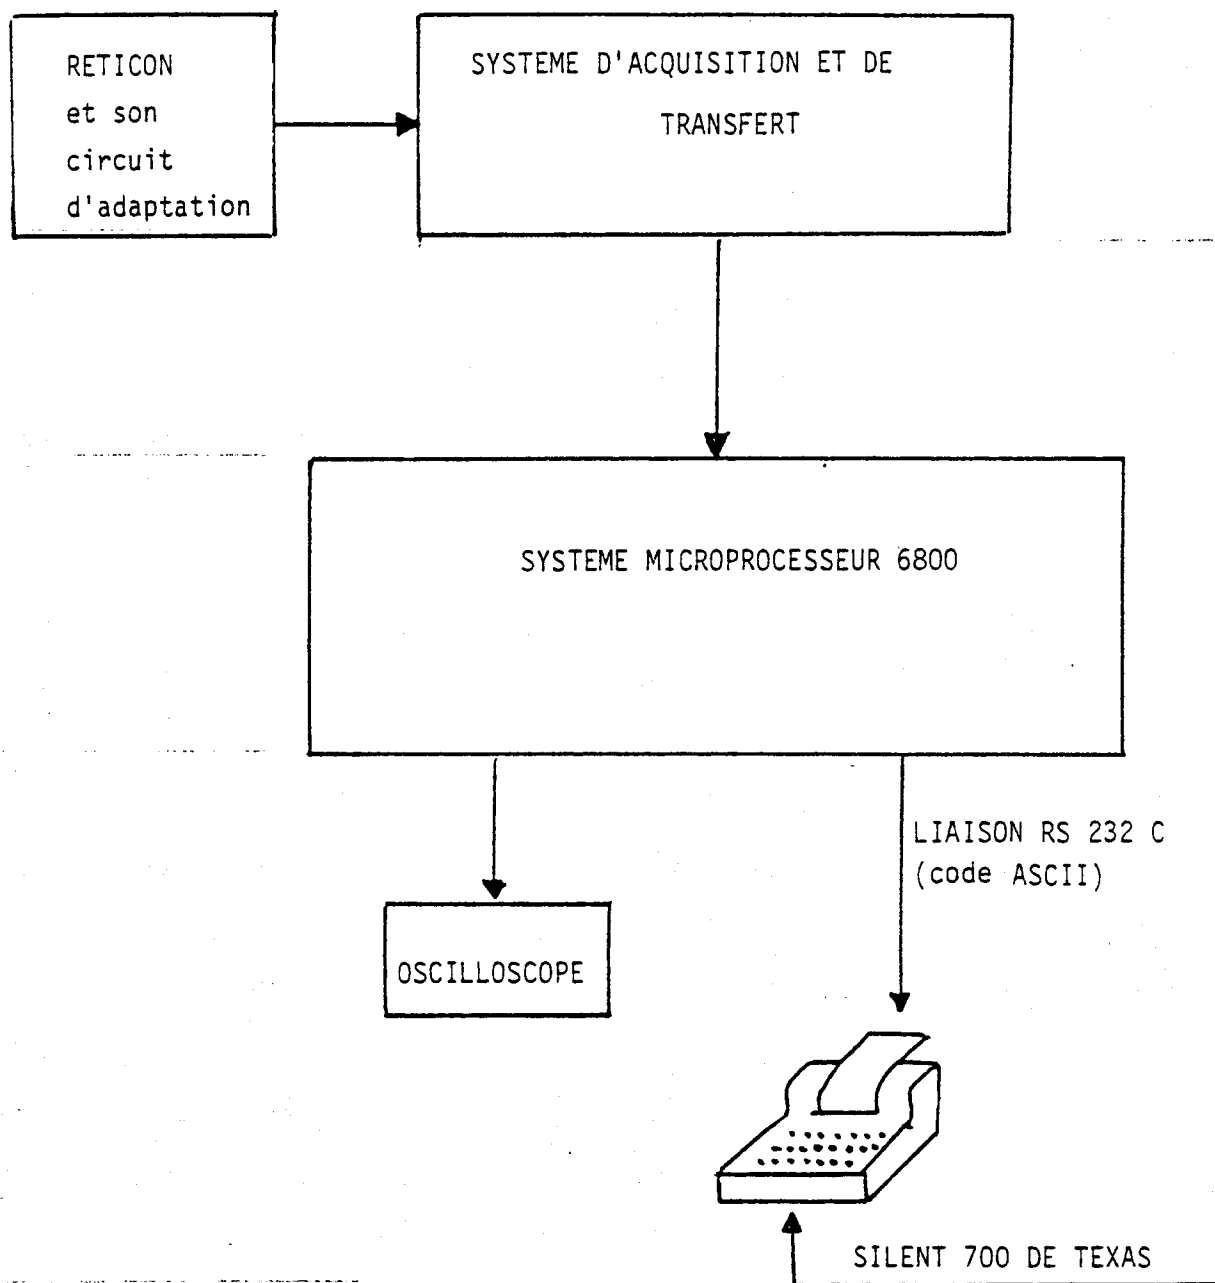 RETICON
et son
circuit
d'adaptation
SYSTEME D'ACQUISITION ET DE
TRANSFERT
SYSTEME MICROPROCESSEUR 6800
LIAISON RS 232 C
(code ASCII)
OSCILLOSCOPE
SILENT 700 DE TEXAS